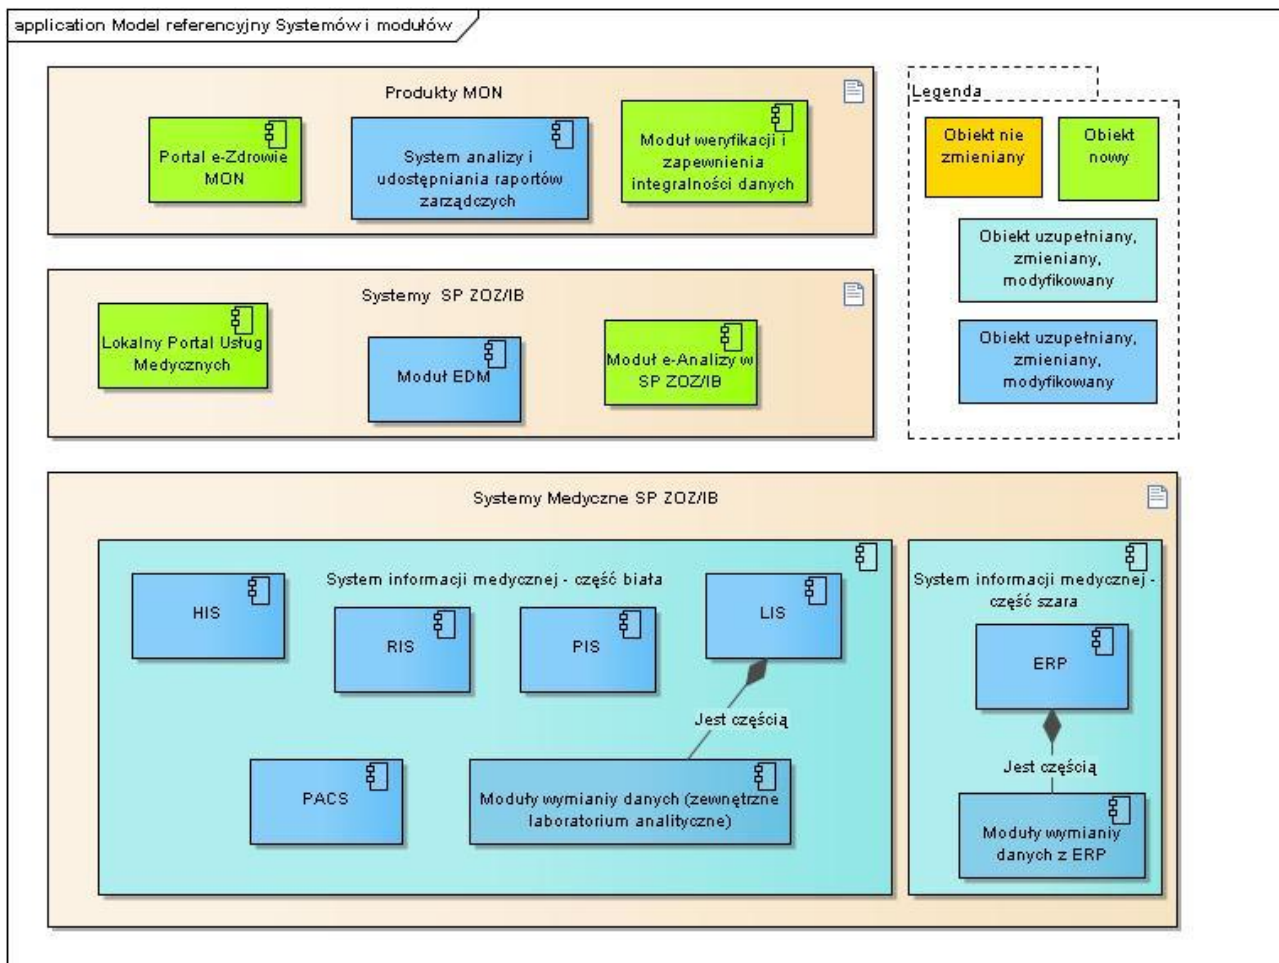 application Model referencyjny Systemów i modułów
Produkty MON
Portal e-Zdrowie
MON
System analizy i
udostępniania raportów
zarządczych
Moduł weryfikacji i
zapewnienia
integralności danych
Legenda
Obiekt nie
zmieniany
Obiekt
nowy
Obiekt uzupełniany,
zmieniany,
modyfikowany
Obiekt uzupełniany,
zmieniany,
modyfikowany
Systemy SP ZOZ/IB
Lokalny Portal Usług
Medycznych
Moduł EDM
Moduł e-Analizy w
SP ZOZ/IB
Systemy Medyczne SP ZOZ/IB
System informacji medycznej - część biała
HIS
RIS
PIS
LIS
Jest częścią
PACS
Moduły wymianiy danych (zewnętrzne
laboratorium analityczne)
System informacji medycznej -
część szara
ERP
Jest częścią
Moduły wymianiy
danych z ERP